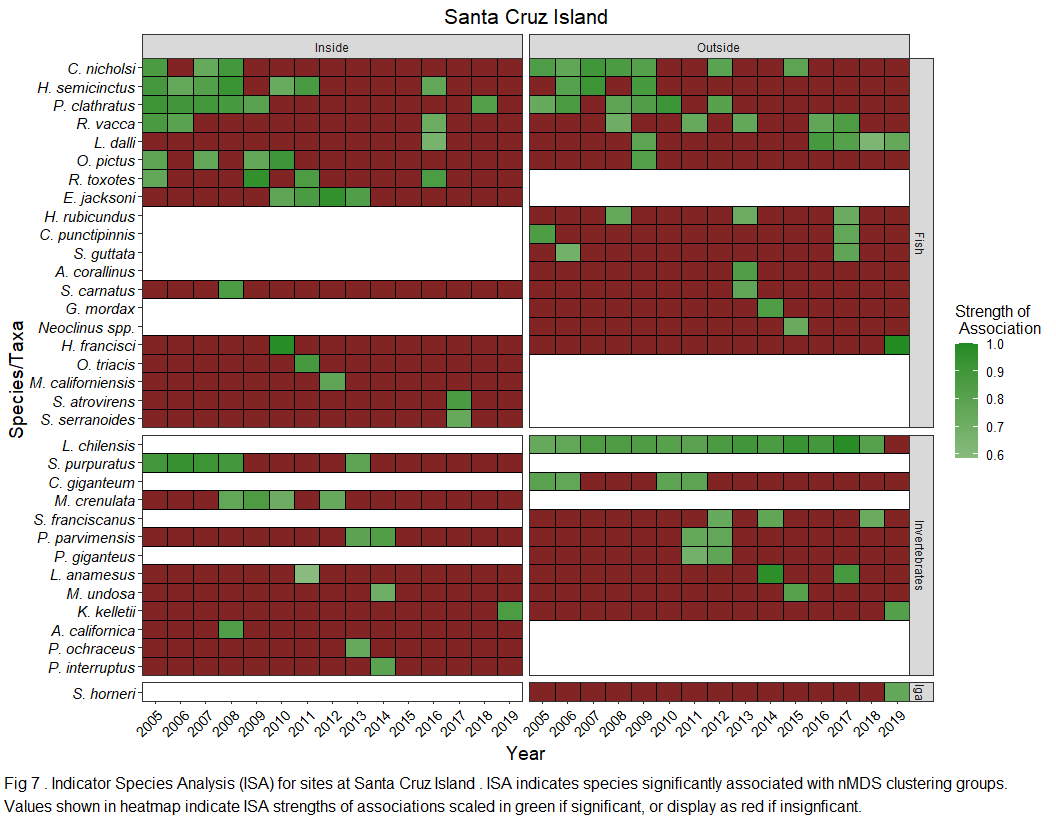 Santa Cruz Island
Inside
Outside
C. nicholsi
H. semicinctus
P. clathratus
R. vacca
L. dalli
O. pictus
R. toxotes
E. jacksoni
H. rubicundus
C. punctipinnis
S. guttata
A. corallinus
S. carnatus
G. mordax
Neoclinus spp.
H. francisci
O. triacis
M. californiensis
S. atrovirens
S. serranoides
Fish
L. chilensis
S. purpuratus
C. giganteum
M. crenulata
S. franciscanus
P. parvimensis
P. giganteus
L. anamesus
M. undosa
K. kelletii
A. californica
P. ochraceus
P. interruptus
Invertebrates
S. horneri
lga
Species/Taxa
2005 2006 2007 2008 2009 2010 2011 2012 2013 2014 2015 2016 2017 2018 2019
2005 2006 2007 2008 2009 2010 2011 2012 2013 2014 2015 2016 2017 2018 2019
Year
Strength of
Association
1.0
0.9
0.8
0.7
0.6
Fig 7 . Indicator Species Analysis (ISA) for sites at Santa Cruz Island . ISA indicates species significantly associated with nMDS clustering groups.
Values shown in heatmap indicate ISA strengths of associations scaled in green if significant, or display as red if insignficant.